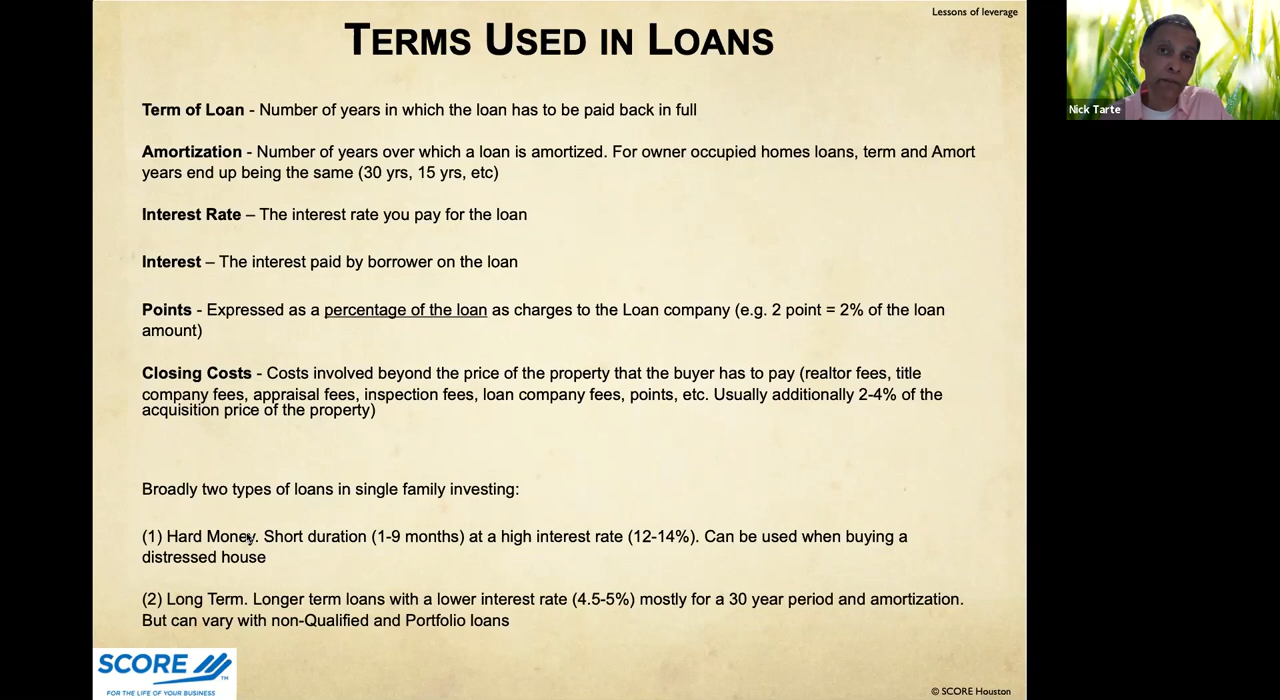 Lessons of leverage
TERMS USED IN LOANS
Nick Tarte
Term of Loan - Number of years in which the loan has to be paid back in full
Amortization - Number of years over which a loan is amortized. For owner occupied homes loans, term and Amort
years end up being the same (30 yrs, 15 yrs, etc)
Interest Rate – The interest rate you pay for the loan
Interest – The interest paid by borrower on the loan
Points - Expressed as a percentage of the loan as charges to the Loan company (e.g. 2 point = 2% of the loan
amount)
Closing Costs - Costs involved beyond the price of the property that the buyer has to pay (realtor fees, title
company fees, appraisal fees, inspection fees, loan company fees, points, etc. Usually additionally 2-4% of the
acquisition price of the property)
Broadly two types of loans in single family investing:
(1) Hard Money. Short duration (1-9 months) at a high interest rate (12-14%). Can be used when buying a
distressed house
(2) Long Term. Longer term loans with a lower interest rate (4.5-5%) mostly for a 30 year period and amortization.
But can vary with non-Qualified and Portfolio loans
SCORE TM
FOR THE LIFE OF YOUR BUSINESS
© SCORE Houston